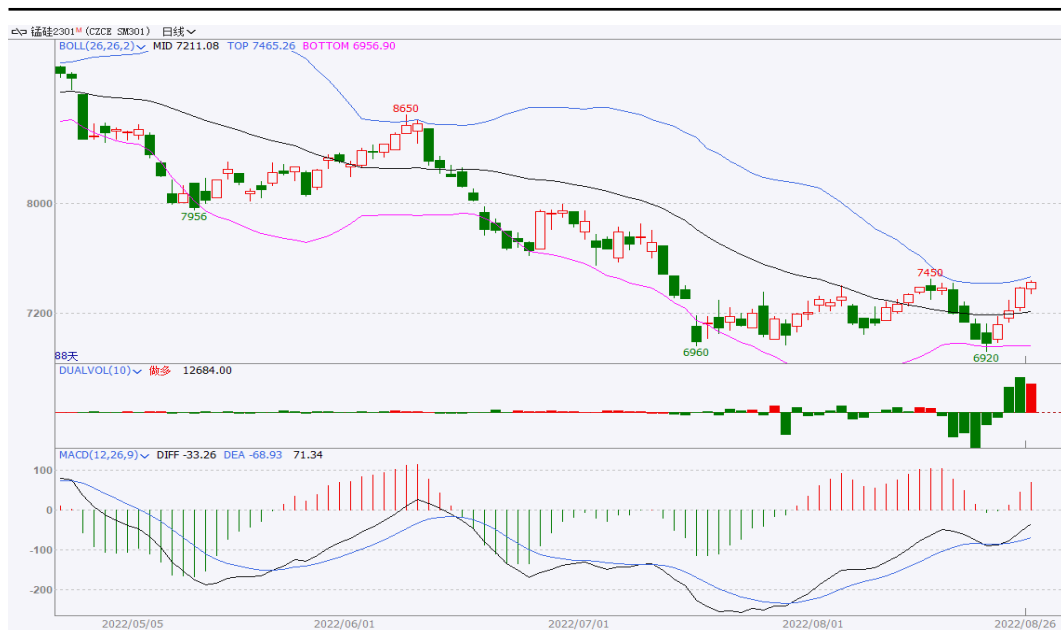 锰硅2301M (CZCE SM301) 日线
BOLL(26,26,2) MID 7211.08 TOP 7465.26 BOTTOM 6956.90
8650
8000
7956
7450
7200
6960
6920
88天
DUALVOL(10) 做多 12684.00
MACD(12,26,9) DIFF -33.26 DEA -68.93 71.34
100
0
-100
-200
2022/05/05 2022/06/01 2022/07/01 2022/08/01 2022/08/26